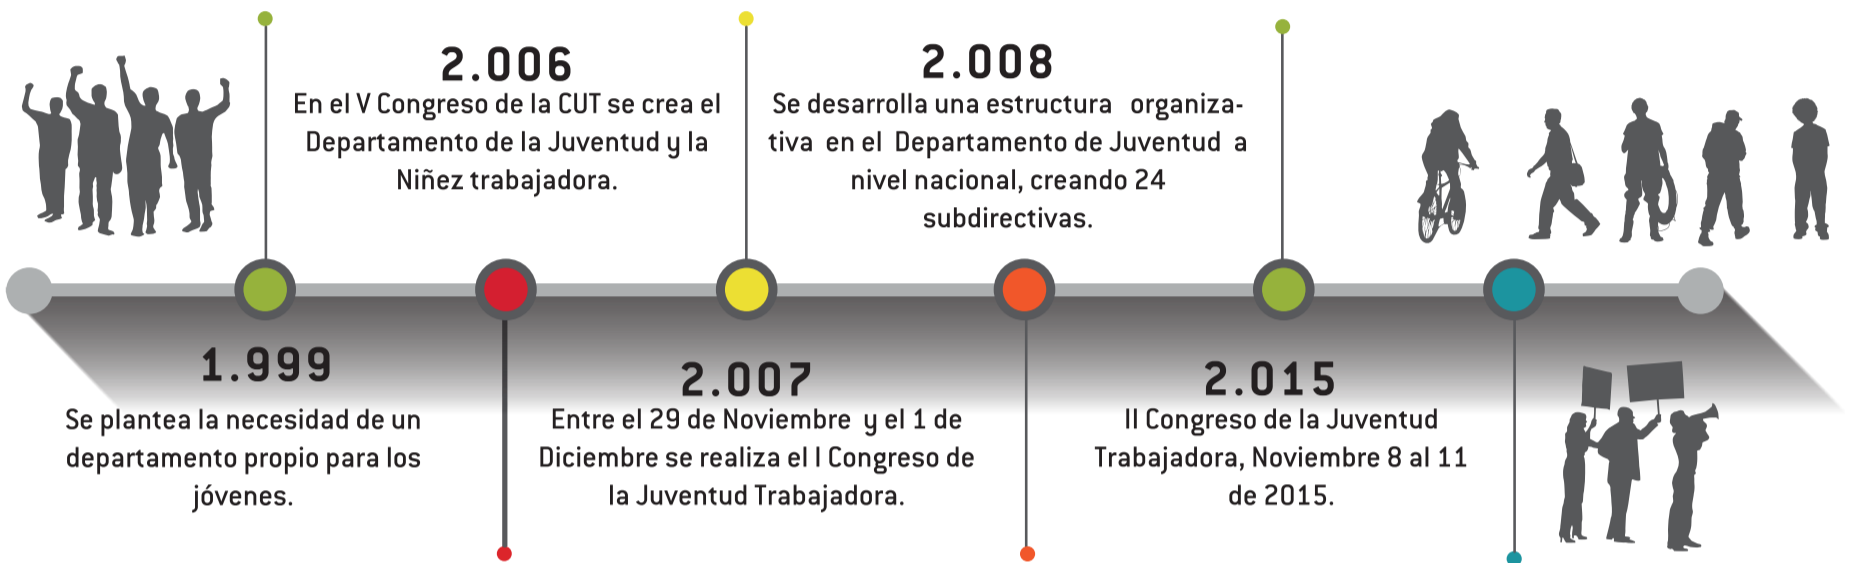 1.999
Se plantea la necesidad de un
departamento propio para los
jóvenes.
2.006
En el V Congreso de la CUT se crea el
Departamento de la Juventud y la
Niñez trabajadora.
2.007
Entre el 29 de Noviembre y el 1 de
Diciembre se realiza el I Congreso de
la Juventud Trabajadora.
2.008
Se desarrolla una estructura organiza-
tiva en el Departamento de Juventud a
nivel nacional, creando 24
subdirectivas.
2.015
II Congreso de la Juventud
Trabajadora, Noviembre 8 al 11
de 2015.